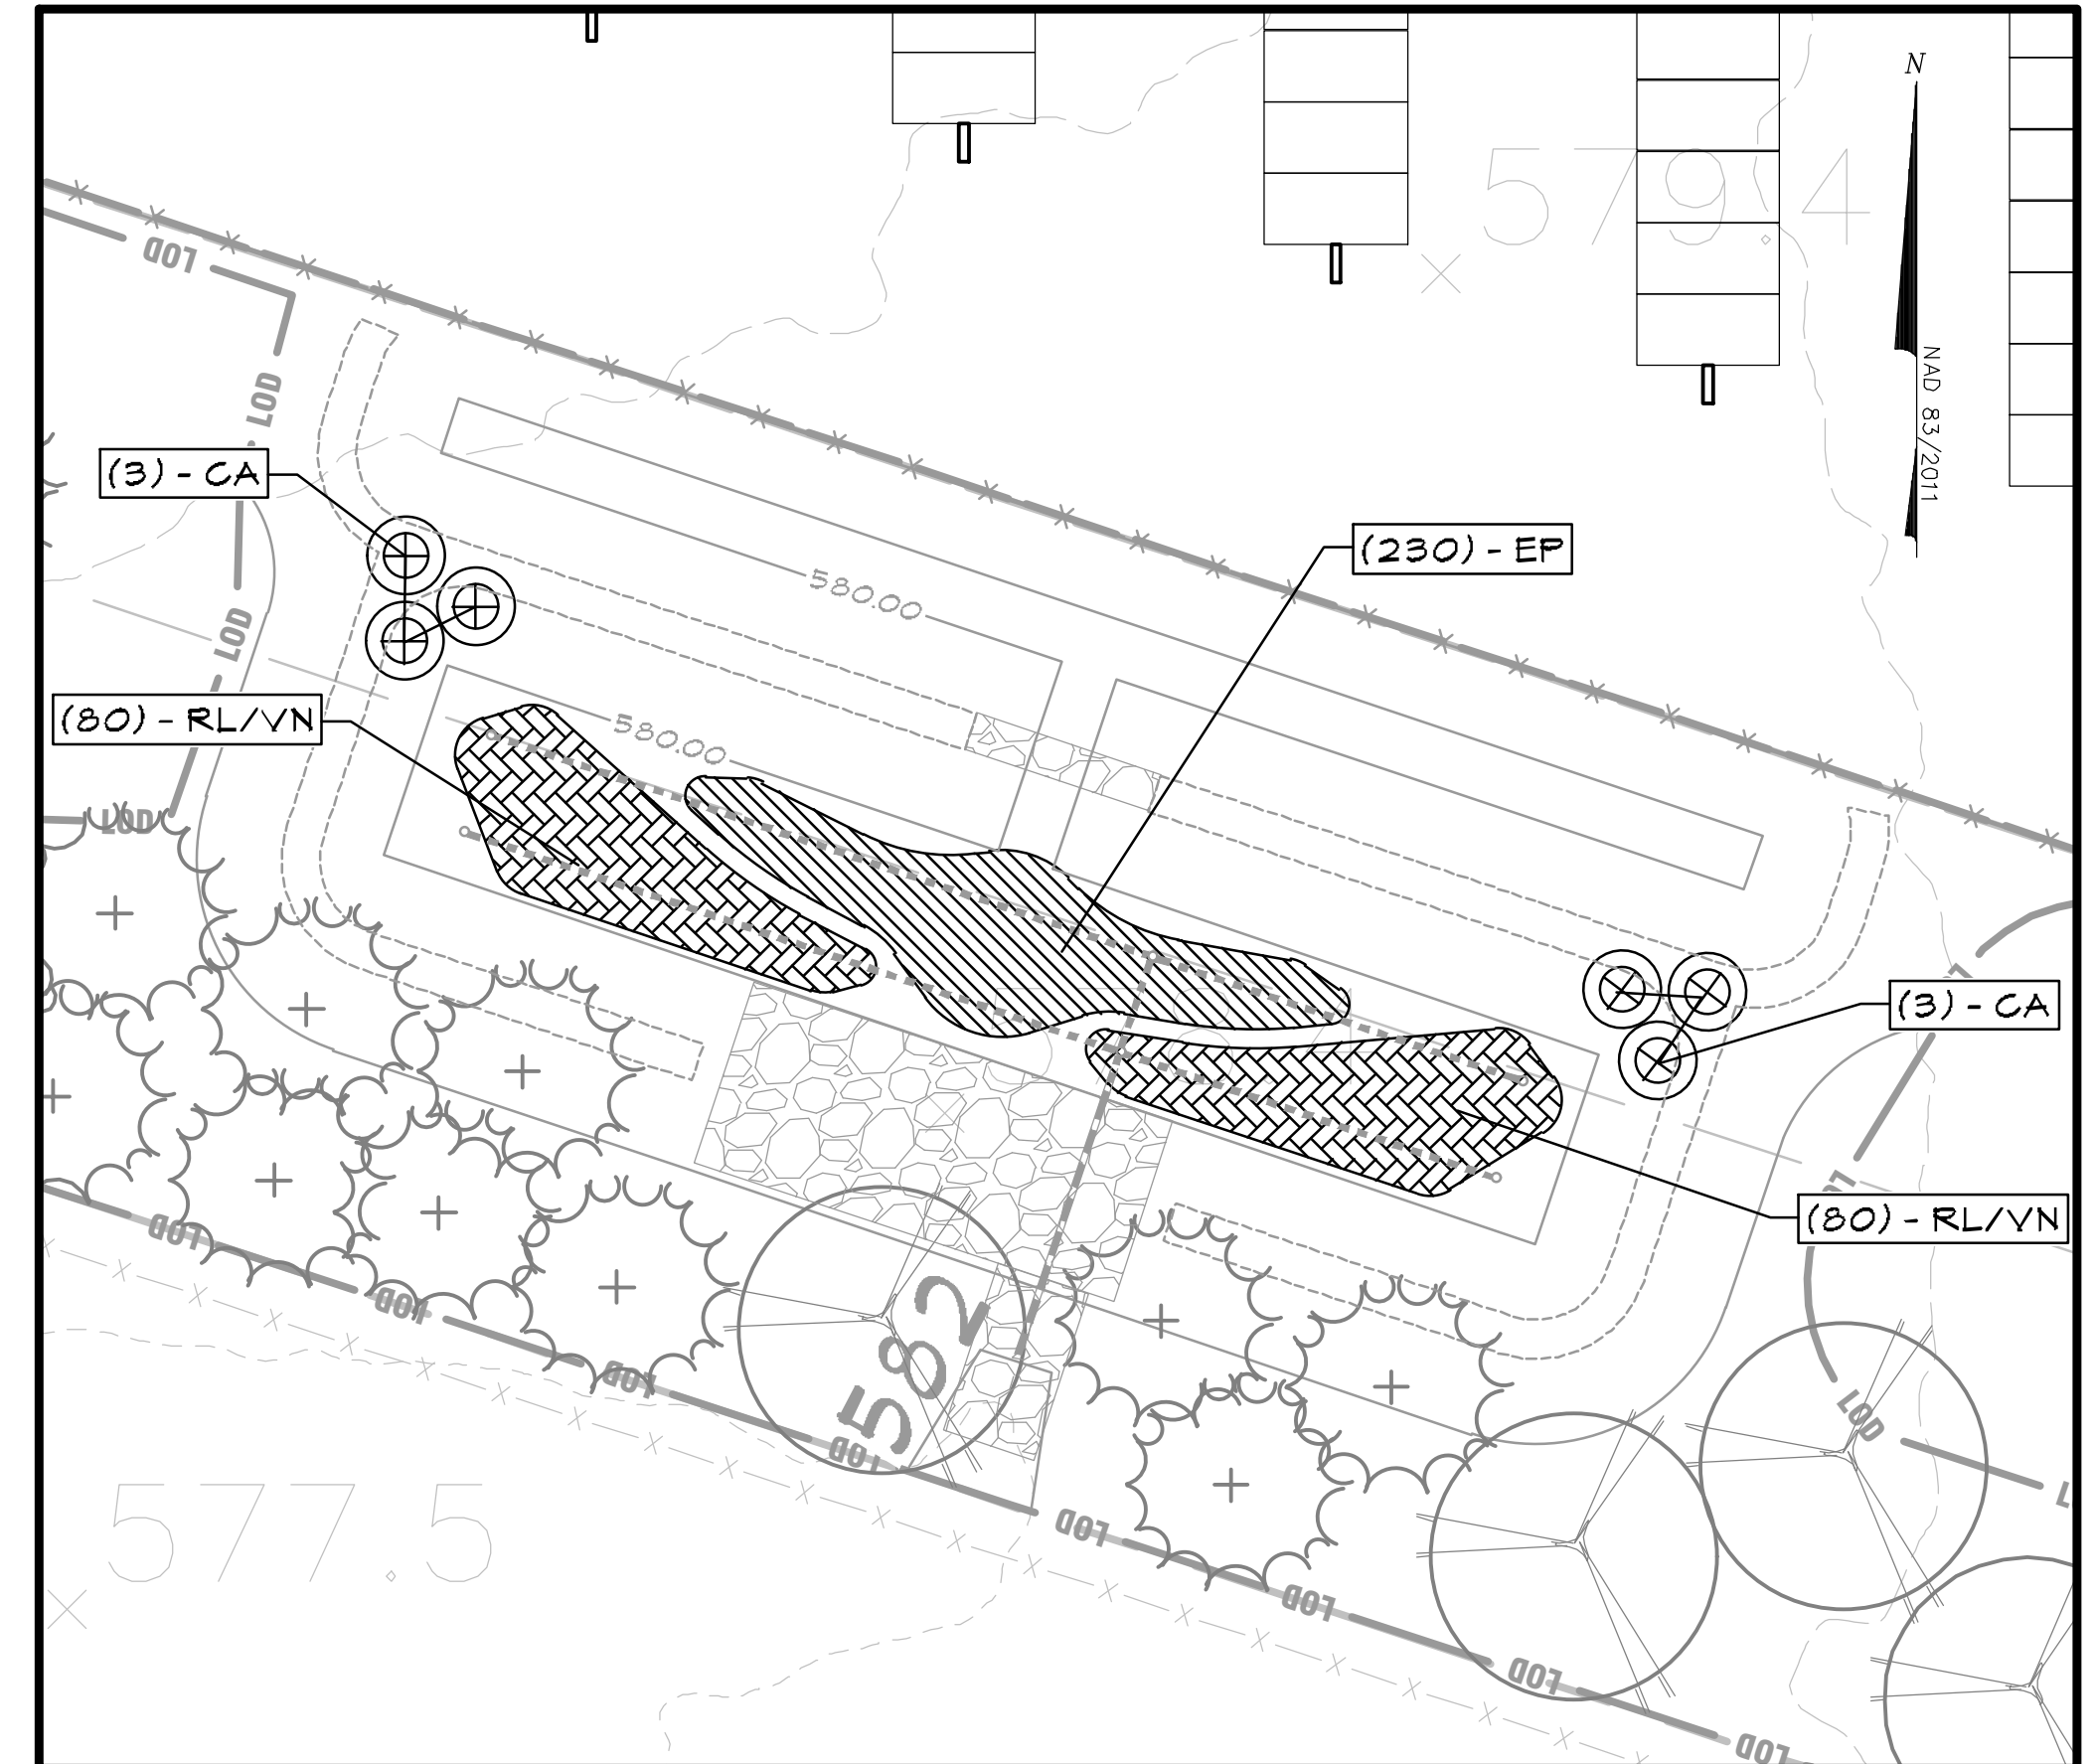 N
579.4
NAD 83/2011
LOD
LOD
(3) - CA
(230) - EP
580.00
LOD
(80) - RL/VN
580.00
LOD
(3) - CA
(80) - RL/VN
LOD
LOD
LOD
582
LOD
LOD
577.5
LOD
LOD
LOD
LOD